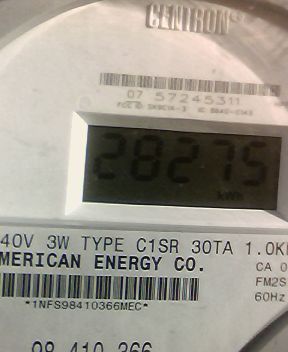 CENTRON
07 57245311
28275
kWh
40V 3W TYPE C1SR 30TA 1.0K
MERICAN ENERGY CO.
CA 0
FM2S
60Hz
*1NFS98410366MEC*
98 410 366